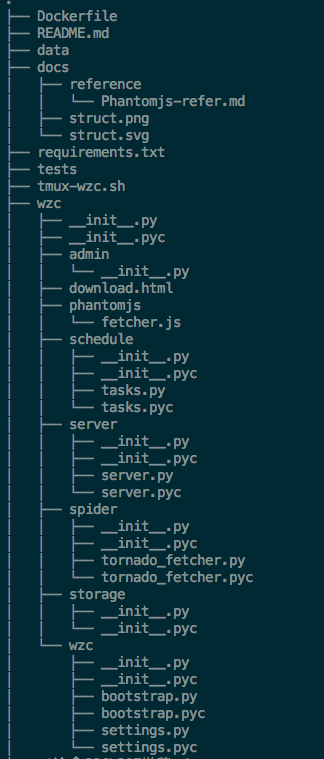 .
├── Dockerfile
├── README.md
├── data
├── docs
│   ├── reference
│   │   └── Phantomjs-refer.md
│   ├── struct.png
│   └── struct.svg
├── requirements.txt
├── tests
├── tmux-wzc.sh
├── wzc
│   ├── __init__.py
│   ├── __init__.pyc
│   ├── admin
│   │   └── __init__.py
│   ├── download.html
│   ├── phantomjs
│   │   └── fetcher.js
│   ├── schedule
│   │   ├── __init__.py
│   │   ├── __init__.pyc
│   │   ├── tasks.py
│   │   └── tasks.pyc
│   ├── server
│   │   ├── __init__.py
│   │   ├── __init__.pyc
│   │   ├── server.py
│   │   └── server.pyc
│   ├── spider
│   │   ├── __init__.py
│   │   ├── __init__.pyc
│   │   ├── tornado_fetcher.py
│   │   └── tornado_fetcher.pyc
│   ├── storage
│   │   ├── __init__.py
│   │   └── __init__.pyc
│   └── wzc
│       ├── __init__.py
│       ├── __init__.pyc
│       ├── bootstrap.py
│       ├── bootstrap.pyc
│       ├── settings.py
│       └── settings.pyc